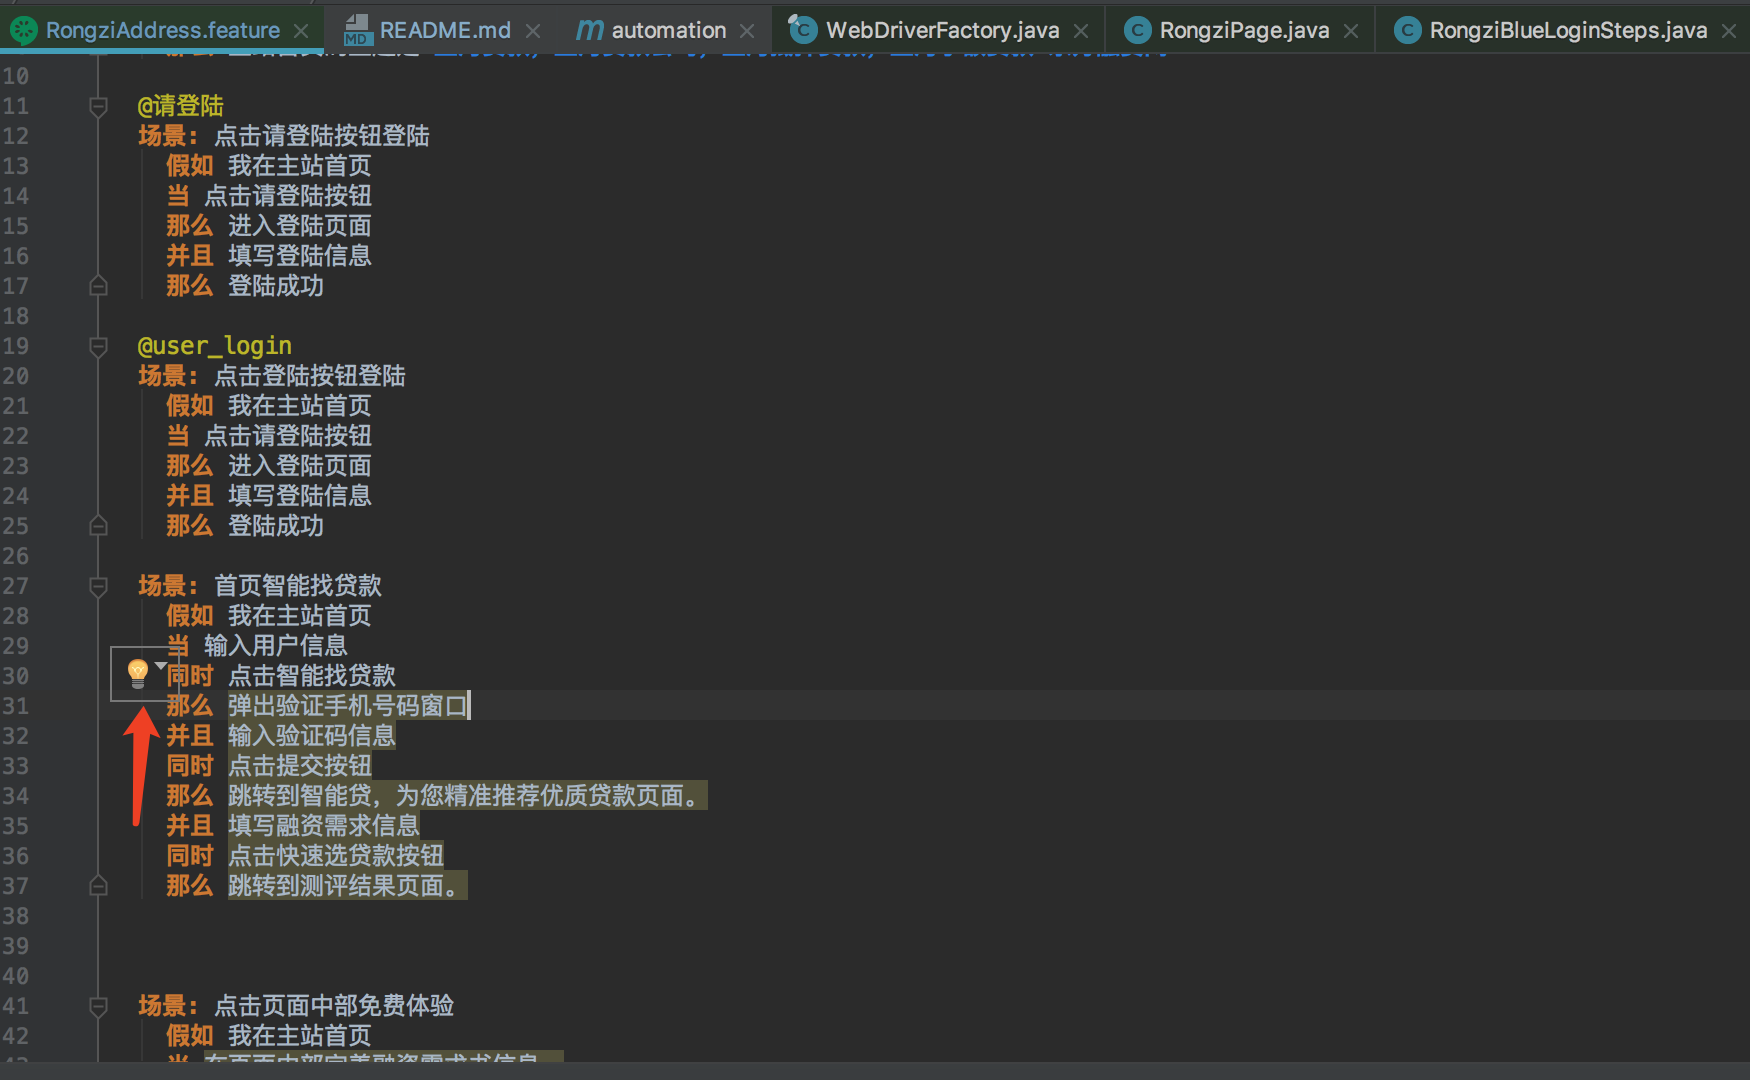 RongziAddress.feature × MD README.md × m automation × C WebDriverFactory.java × C RongziPage.java × C RongziBlueLoginSteps.java ×
10
11 @请登陆
12 场景: 点击请登陆按钮登陆
13 假如 我在主站首页
14 当 点击请登陆按钮
15 那么 进入登陆页面
16 并且 填写登陆信息
17 那么 登陆成功
18
19 @user_login
20 场景: 点击登陆按钮登陆
21 假如 我在主站首页
22 当 点击请登陆按钮
23 那么 进入登陆页面
24 并且 填写登陆信息
25 那么 登陆成功
26
27 场景: 首页智能找贷款
28 假如 我在主站首页
29 当 输入用户信息
30 同时 点击智能找贷款
31 那么 弹出验证手机号码窗口
32 并且 输入验证码信息
33 同时 点击提交按钮
34 那么 跳转到智能贷，为您精准推荐优质贷款页面。
35 并且 填写融资需求信息
36 同时 点击快速选贷款按钮
37 那么 跳转到测评结果页面。
38
39
40
41 场景: 点击页面中部免费体验
42 假如 我在主站首页